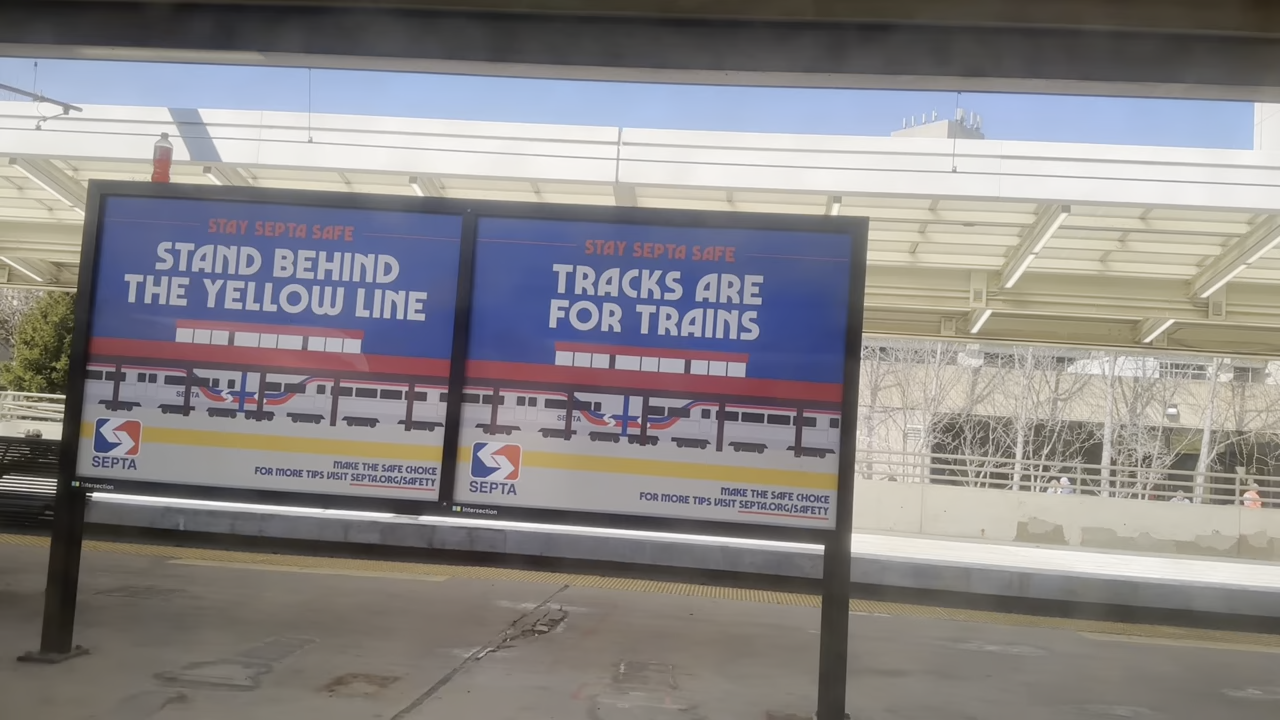 STAY SEPTA SAFE
STAND BEHIND
THE YELLOW LINE
SEPTA
SEPTA
MAKE THE SAFE CHOICE
FOR MORE TIPS VISIT SEPTA.ORG/SAFETY
Intersection
STAY SEPTA SAFE
TRACKS ARE
FOR TRAINS
SEPTA
SEPTA
MAKE THE SAFE CHOICE
FOR MORE TIPS VISIT SEPTA.ORG/SAFETY
Intersection